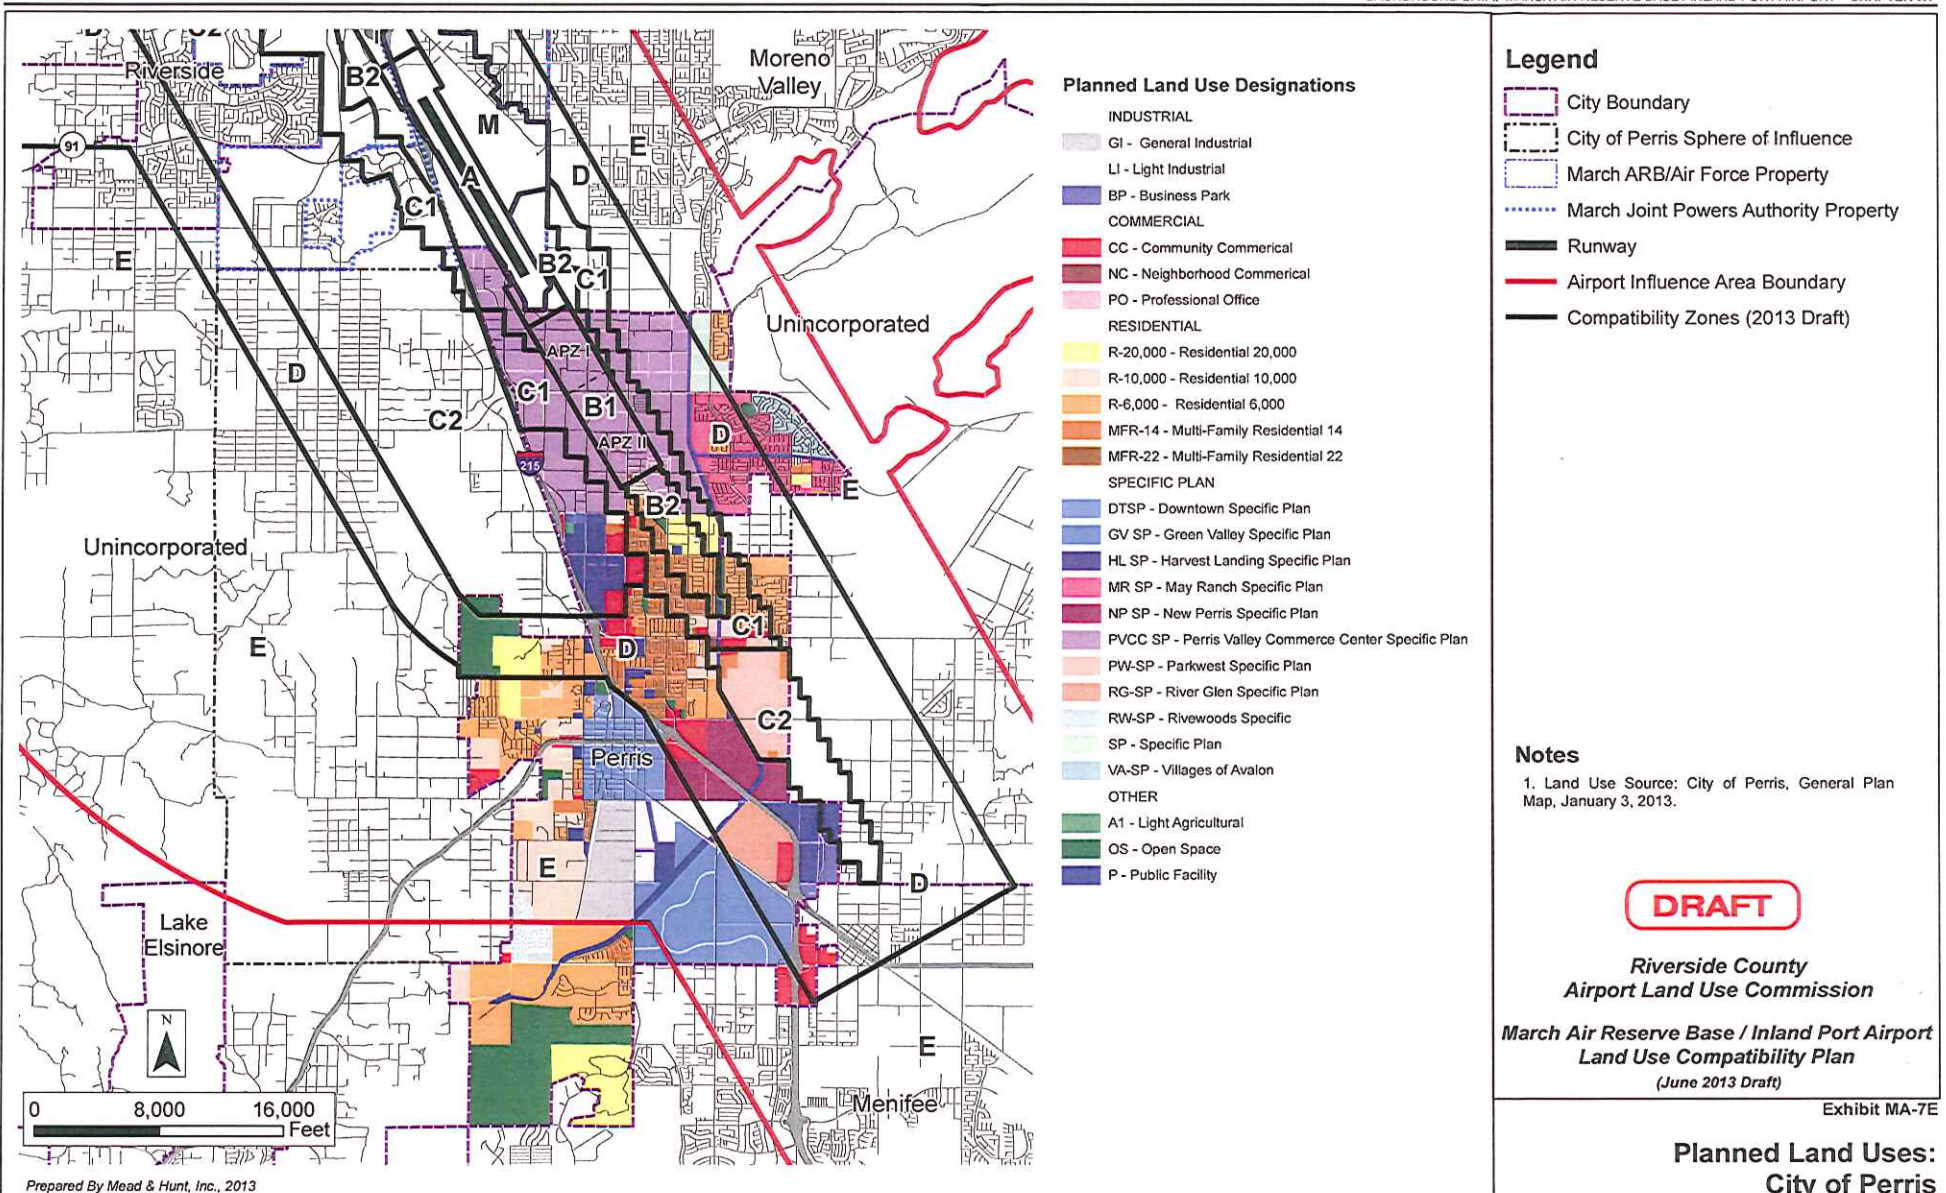 D
C2
Riverside
B2
Moreno
Valley
M
E
91
D
A
C1
E
B2
C1
Unincorporated
APZ I
D
C1
C2
B1
APZ II
D
215
E
B2
Unincorporated
E
C1
D
C2
Perris
E
D
Lake
Elsinore
N
E
Menifee
0 8,000 16,000
Feet
Prepared By Mead & Hunt, Inc., 2013
Planned Land Use Designations
INDUSTRIAL
GI - General Industrial
LI - Light Industrial
BP - Business Park
COMMERCIAL
CC - Community Commerical
NC - Neighborhood Commerical
PO - Professional Office
RESIDENTIAL
R-20,000 - Residential 20,000
R-10,000 - Residential 10,000
R-6,000 - Residential 6,000
MFR-14 - Multi-Family Residential 14
MFR-22 - Multi-Family Residential 22
SPECIFIC PLAN
DTSP - Downtown Specific Plan
GV SP - Green Valley Specific Plan
HL SP - Harvest Landing Specific Plan
MR SP - May Ranch Specific Plan
NP SP - New Perris Specific Plan
PVCC SP - Perris Valley Commerce Center Specific Plan
PW-SP - Parkwest Specific Plan
RG-SP - River Glen Specific Plan
RW-SP - Rivewoods Specific
SP - Specific Plan
VA-SP - Villages of Avalon
OTHER
A1 - Light Agricultural
OS - Open Space
P - Public Facility
Legend
City Boundary
City of Perris Sphere of Influence
March ARB/Air Force Property
March Joint Powers Authority Property
Runway
Airport Influence Area Boundary
Compatibility Zones (2013 Draft)
Notes
1. Land Use Source: City of Perris, General Plan
Map, January 3, 2013.
DRAFT
Riverside County
Airport Land Use Commission
March Air Reserve Base / Inland Port Airport
Land Use Compatibility Plan
(June 2013 Draft)
Exhibit MA-7E
Planned Land Uses:
City of Perris